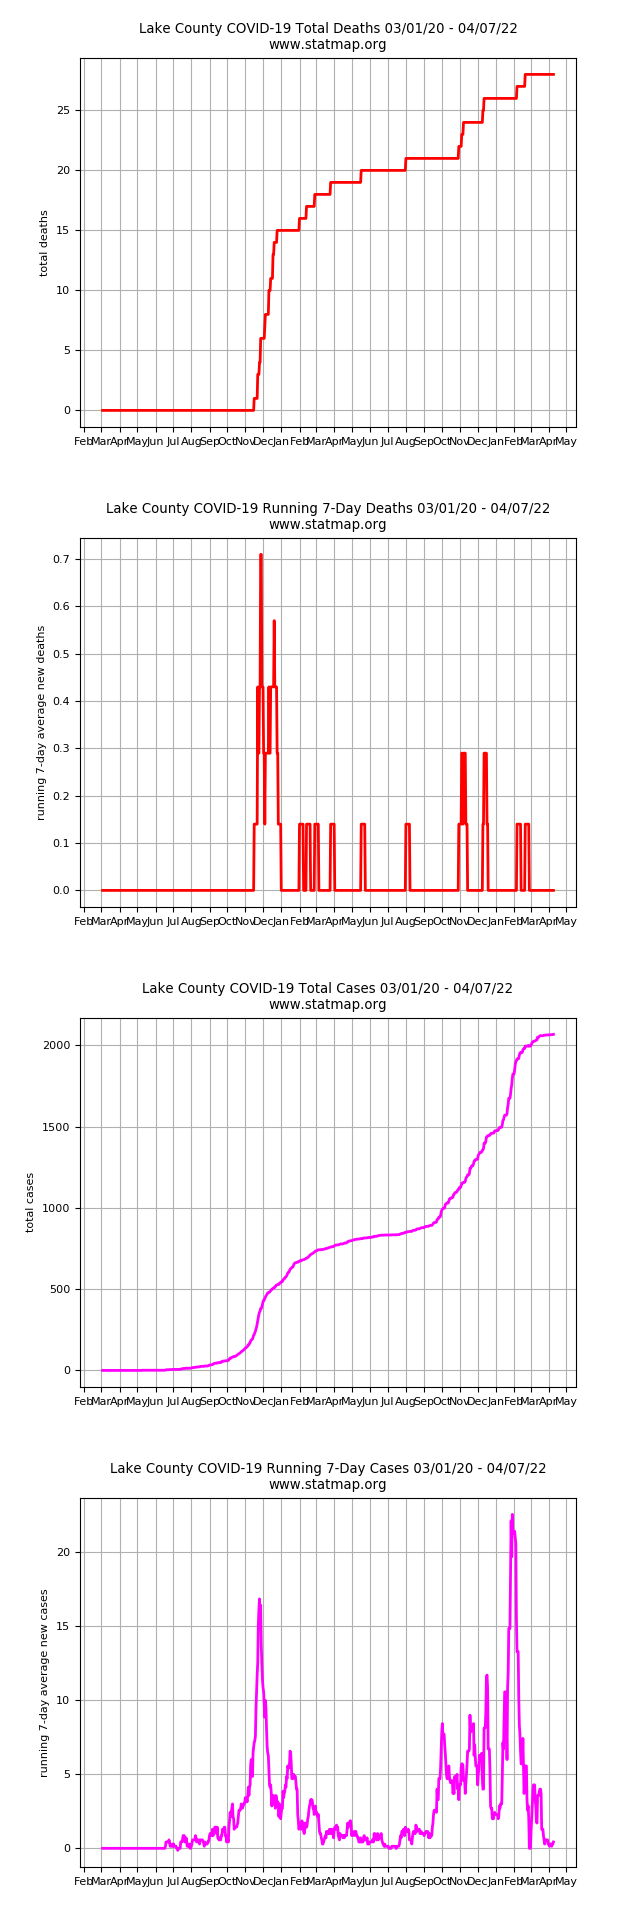 Lake County COVID-19 Total Deaths 03/01/20 - 04/07/22
www.statmap.org
total deaths
25
20
15
10
5
0
Feb Mar Apr May Jun Jul Aug Sep Oct Nov Dec Jan Feb Mar Apr May Jun Jul Aug Sep Oct Nov Dec Jan Feb Mar Apr May
Lake County COVID-19 Running 7-Day Deaths 03/01/20 - 04/07/22
www.statmap.org
running 7-day average new deaths
0.7
0.6
0.5
0.4
0.3
0.2
0.1
0.0
Feb Mar Apr May Jun Jul Aug Sep Oct Nov Dec Jan Feb Mar Apr May Jun Jul Aug Sep Oct Nov Dec Jan Feb Mar Apr May
Lake County COVID-19 Total Cases 03/01/20 - 04/07/22
www.statmap.org
total cases
2000
1500
1000
500
0
Feb Mar Apr May Jun Jul Aug Sep Oct Nov Dec Jan Feb Mar Apr May Jun Jul Aug Sep Oct Nov Dec Jan Feb Mar Apr May
Lake County COVID-19 Running 7-Day Cases 03/01/20 - 04/07/22
www.statmap.org
running 7-day average new cases
20
15
10
5
0
Feb Mar Apr May Jun Jul Aug Sep Oct Nov Dec Jan Feb Mar Apr May Jun Jul Aug Sep Oct Nov Dec Jan Feb Mar Apr May